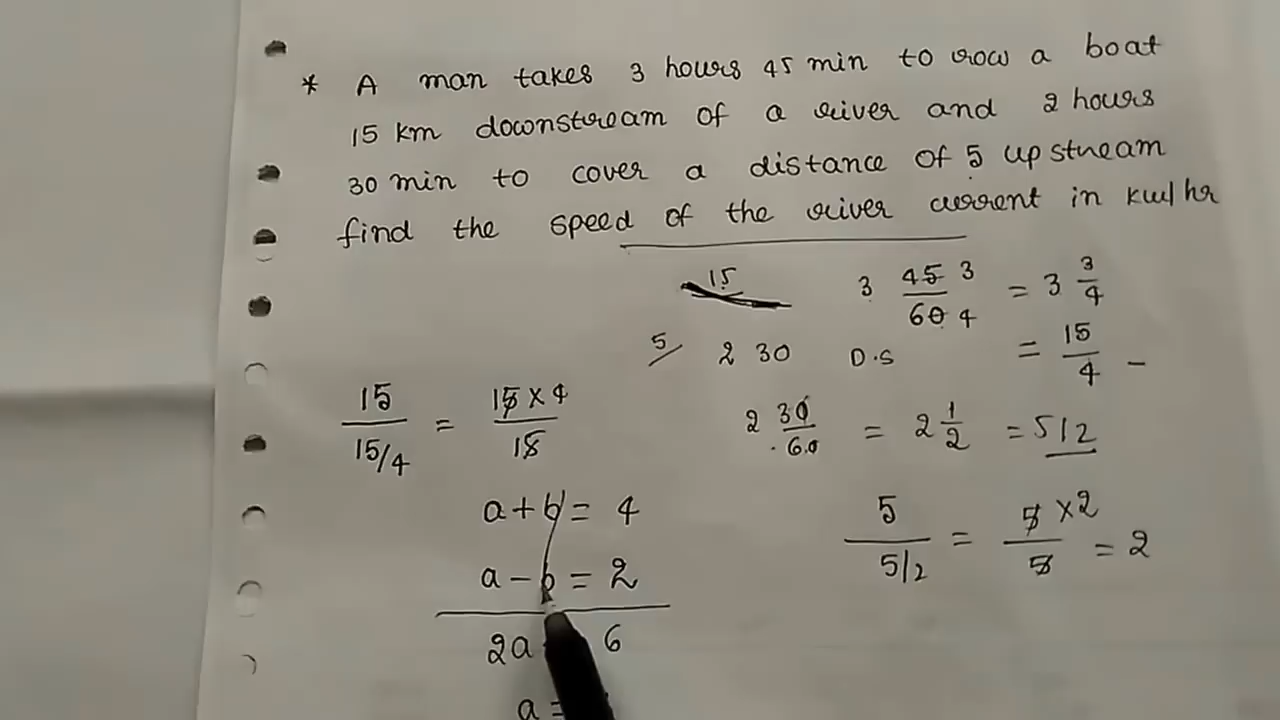 * A man takes 3 hours 45 min to row a boat
15 km downstream of a river and 2 hours
30 min to cover a distance of 5 upstream
find the speed of the river current in km/hr
15
3 45/60 3 4 = 3 3/4
5/ 2 30 D.S = 15/4 -
15/15/4 = 15 x 4/15
2 30/60 = 2 1/2 = 5/2
a + b = 4
5/5/2 = 5 x 2/5 = 2
a - b = 2
2a 6
a =